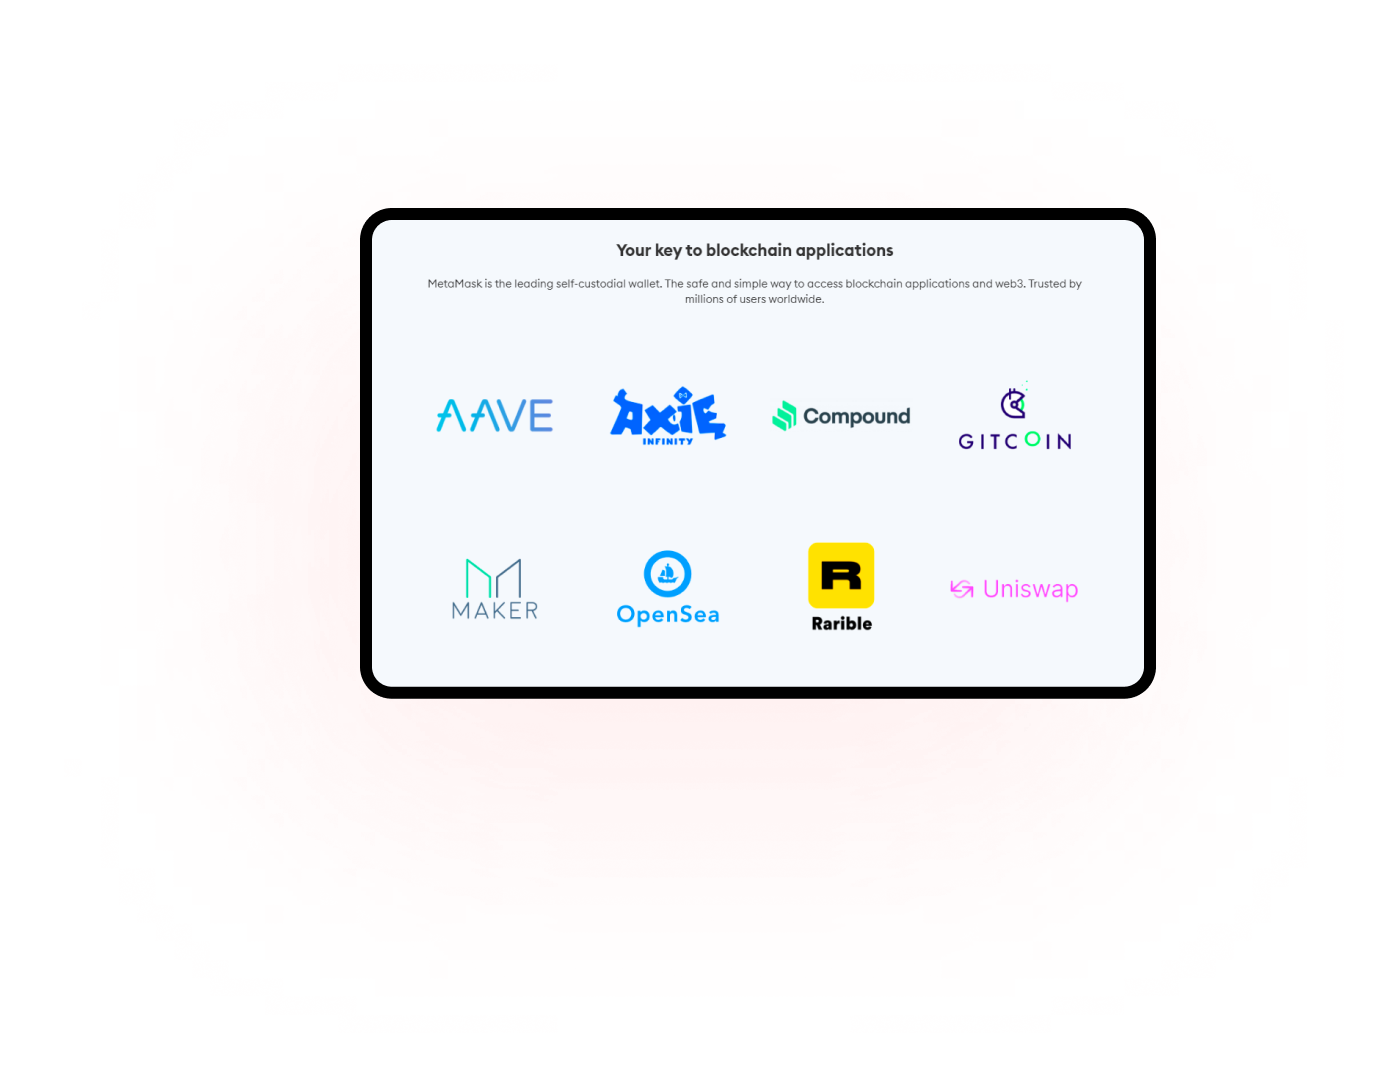 Your key to blockchain applications
MetaMask is the leading self-custodial wallet. The safe and simple way to access blockchain applications and web3. Trusted by
millions of users worldwide.
AAVE
AXIE
INFINITY
Compound
GITCOIN
MAKER
OpenSea
R
Rarible
Uniswap